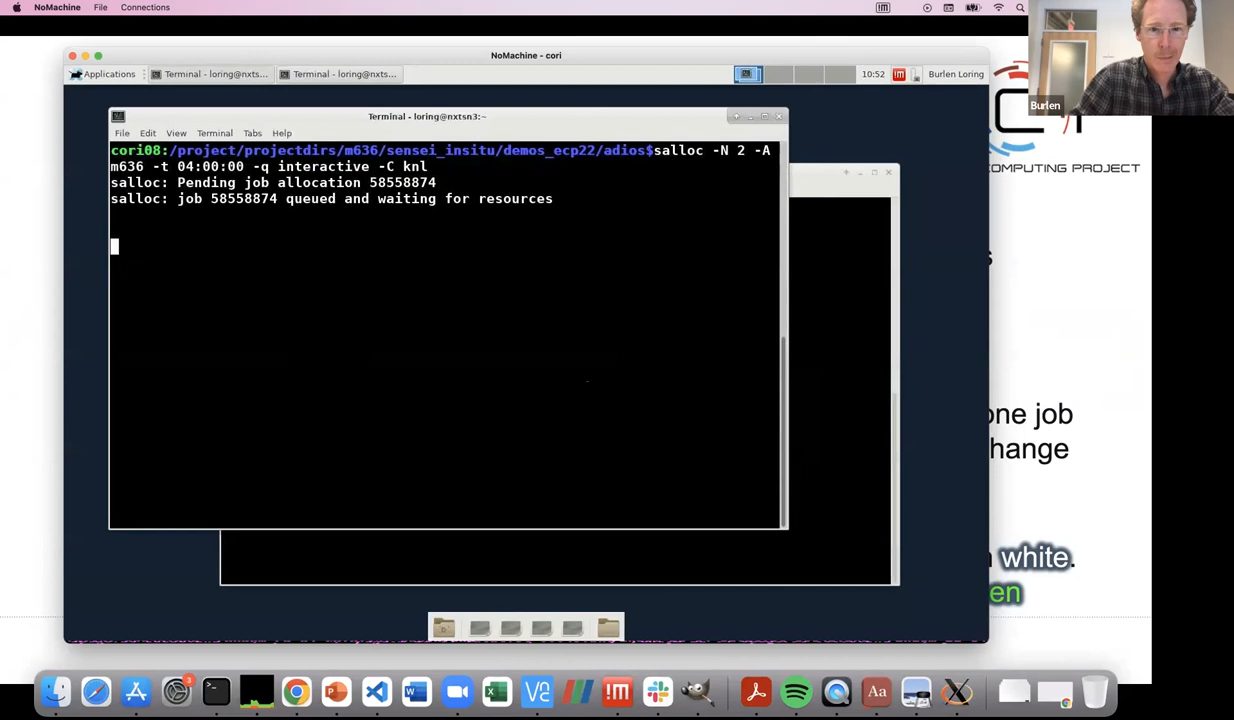 NoMachine File Connections
NoMachine - cori
Applications Terminal - loring@nxts... Terminal - loring@nxts... 10:52 Burlen Loring
Burlen
Terminal - loring@nxtsn3:~
File Edit View Terminal Tabs Help
cori08:/project/projectdirs/m636/sensei_insitu/demos_ecp22/adios$salloc -N 2 -A
m636 -t 04:00:00 -q interactive -C knl
salloc: Pending job allocation 58558874
salloc: job 58558874 queued and waiting for resources
COMPUTING PROJECT
s
one job
hange
white.
en
3